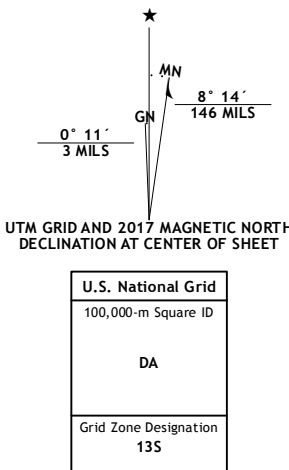 ★
MN
GN
8° 14´
146 MILS
0° 11´
3 MILS
UTM GRID AND 2017 MAGNETIC NORTH
DECLINATION AT CENTER OF SHEET
U.S. National Grid
100,000-m Square ID
DA
Grid Zone Designation
13S